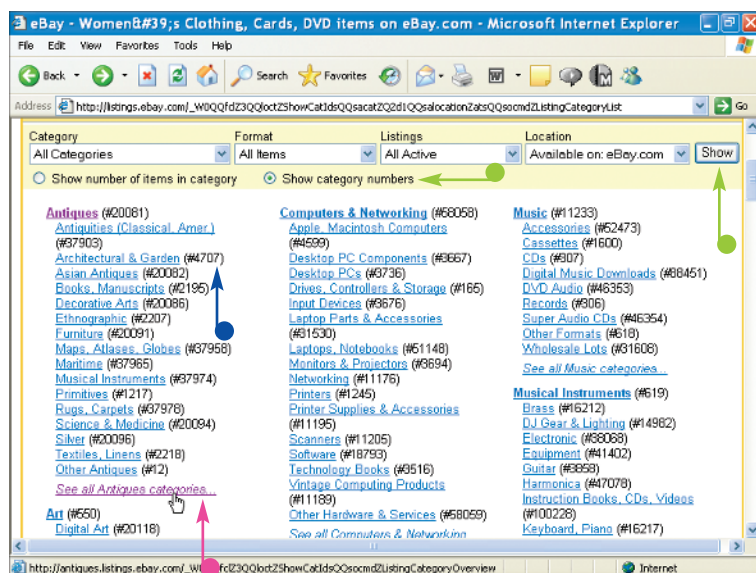 eBay - Women&#39;s Clothing, Cards, DVD items on eBay.com - Microsoft Internet Explorer
File Edit View Favorites Tools Help
Back Search Favorites
Address http://listings.ebay.com/_W0QQfclZ3QQloctZShowCatIdsQQsacatZQ2d1QQsalocationZatsQQsocmdZListingCategoryList Go
Category Format Listings Location
All Categories All Items All Active Available on: eBay.com Show
Show number of items in category Show category numbers
Antiques (#20081)
Antiquities (Classical, Amer.)
(#37903)
Architectural & Garden (#4707)
Asian Antiques (#20082)
Books, Manuscripts (#2195)
Decorative Arts (#20086)
Ethnographic (#2207)
Furniture (#20091)
Maps, Atlases, Globes (#37958)
Maritime (#37965)
Musical Instruments (#37974)
Primitives (#1217)
Rugs, Carpets (#37978)
Science & Medicine (#20094)
Silver (#20096)
Textiles, Linens (#2218)
Other Antiques (#12)
See all Antiques categories...
Art (#550)
Digital Art (#20118)
Computers & Networking (#58058)
Apple, Macintosh Computers
(#4599)
Desktop PC Components (#3667)
Desktop PCs (#3736)
Drives, Controllers & Storage (#165)
Input Devices (#3676)
Laptop Parts & Accessories
(#31530)
Laptops, Notebooks (#51148)
Monitors & Projectors (#3694)
Networking (#11176)
Printers (#1245)
Printer Supplies & Accessories
(#11195)
Scanners (#11205)
Software (#18793)
Technology Books (#3516)
Vintage Computing Products
(#11189)
Other Hardware & Services (#58059)
See all Computers & Networking
Music (#11233)
Accessories (#52473)
Cassettes (#1600)
CDs (#307)
Digital Music Downloads (#88451)
DVD Audio (#46353)
Records (#306)
Super Audio CDs (#46354)
Other Formats (#618)
Wholesale Lots (#31608)
See all Music categories...
Musical Instruments (#619)
Brass (#16212)
DJ Gear & Lighting (#14982)
Electronic (#38068)
Equipment (#41402)
Guitar (#3858)
Harmonica (#47078)
Instruction Books, CDs, Videos
(#100228)
Keyboard, Piano (#16217)
Internet